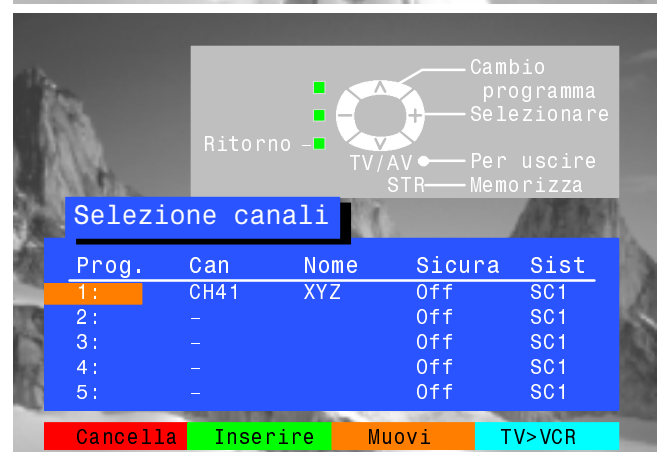 Cambio
programma
Selezionare
Ritorno
TV/AV Per uscire
STR Memorizza
Selezione canali
Prog. Can Nome Sicura Sist
1: CH41 XYZ Off SC1
2: – Off SC1
3: – Off SC1
4: – Off SC1
5: – Off SC1
Cancella Inserire Muovi TV>VCR